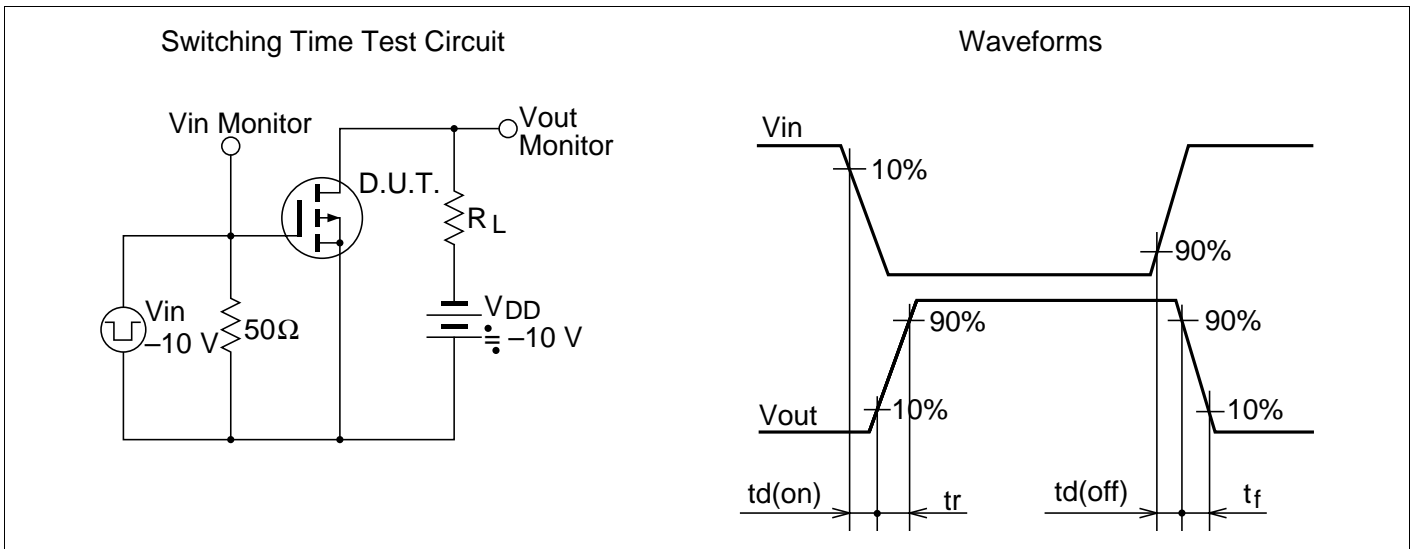 Switching Time Test Circuit
Vin Monitor
Vout
Monitor
D.U.T.
RL
Vin
–10 V
50Ω
VDD
≒ –10 V
Waveforms
Vin
10%
90%
90%
90%
10%
10%
Vout
td(on)
tr
td(off)
tf